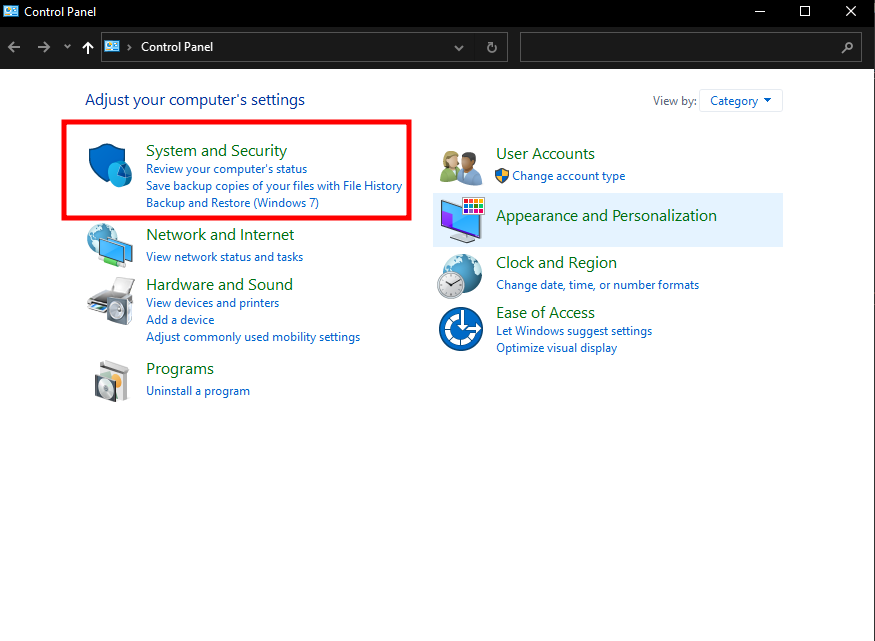 Control Panel
Control Panel
Adjust your computer's settings
View by: Category
System and Security
Review your computer's status
Save backup copies of your files with File History
Backup and Restore (Windows 7)
Network and Internet
View network status and tasks
Hardware and Sound
View devices and printers
Add a device
Adjust commonly used mobility settings
Programs
Uninstall a program
User Accounts
Change account type
Appearance and Personalization
Clock and Region
Change date, time, or number formats
Ease of Access
Let Windows suggest settings
Optimize visual display